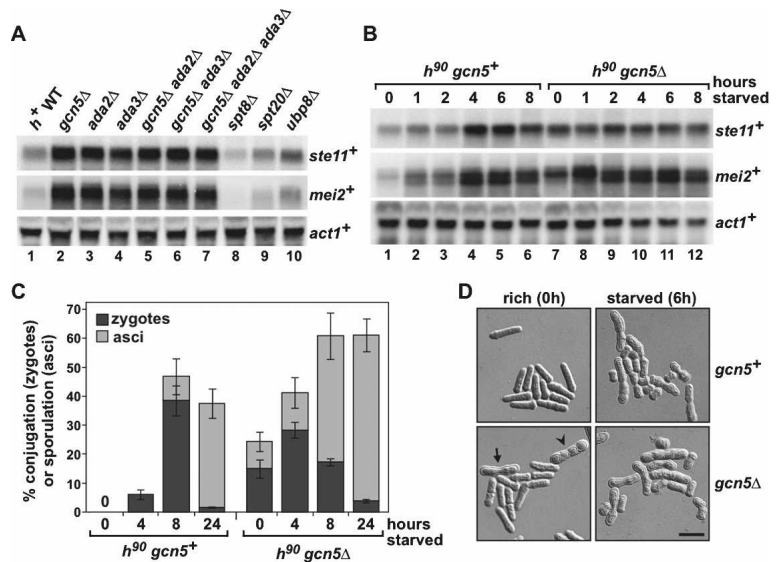 A
h⁺ WT
gcn5Δ
ada2Δ
ada3Δ
gcn5Δ ada2Δ
gcn5Δ ada3Δ
gcn5Δ ada2Δ ada3Δ
spt8Δ
spt20Δ
ubp8Δ
ste11⁺
mei2⁺
act1⁺
1 2 3 4 5 6 7 8 9 10
B
h⁹⁰ gcn5⁺ h⁹⁰ gcn5Δ
hours
0 1 2 4 6 8 0 1 2 4 6 8 starved
ste11⁺
mei2⁺
act1⁺
1 2 3 4 5 6 7 8 9 10 11 12
C
% conjugation (zygotes)
or sporulation (asci)
70
60
50
40
30
20
10
0
zygotes
asci
0
0 4 8 24 0 4 8 24 hours
starved
h⁹⁰ gcn5⁺ h⁹⁰ gcn5Δ
D
rich (0h) starved (6h)
gcn5⁺
gcn5Δ